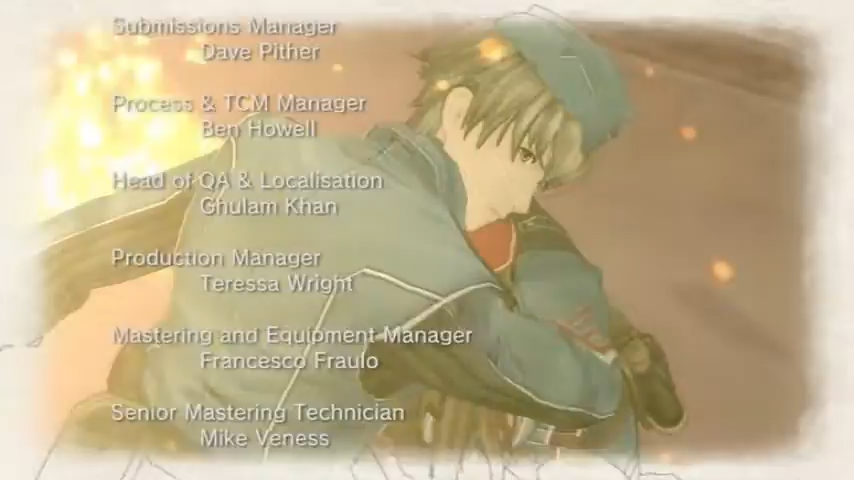 Submissions Manager
Dave Pither
Process & TCM Manager
Ben Howell
Head of QA & Localisation
Ghulam Khan
Production Manager
Teressa Wright
Mastering and Equipment Manager
Francesco Fraulo
Senior Mastering Technician
Mike Veness